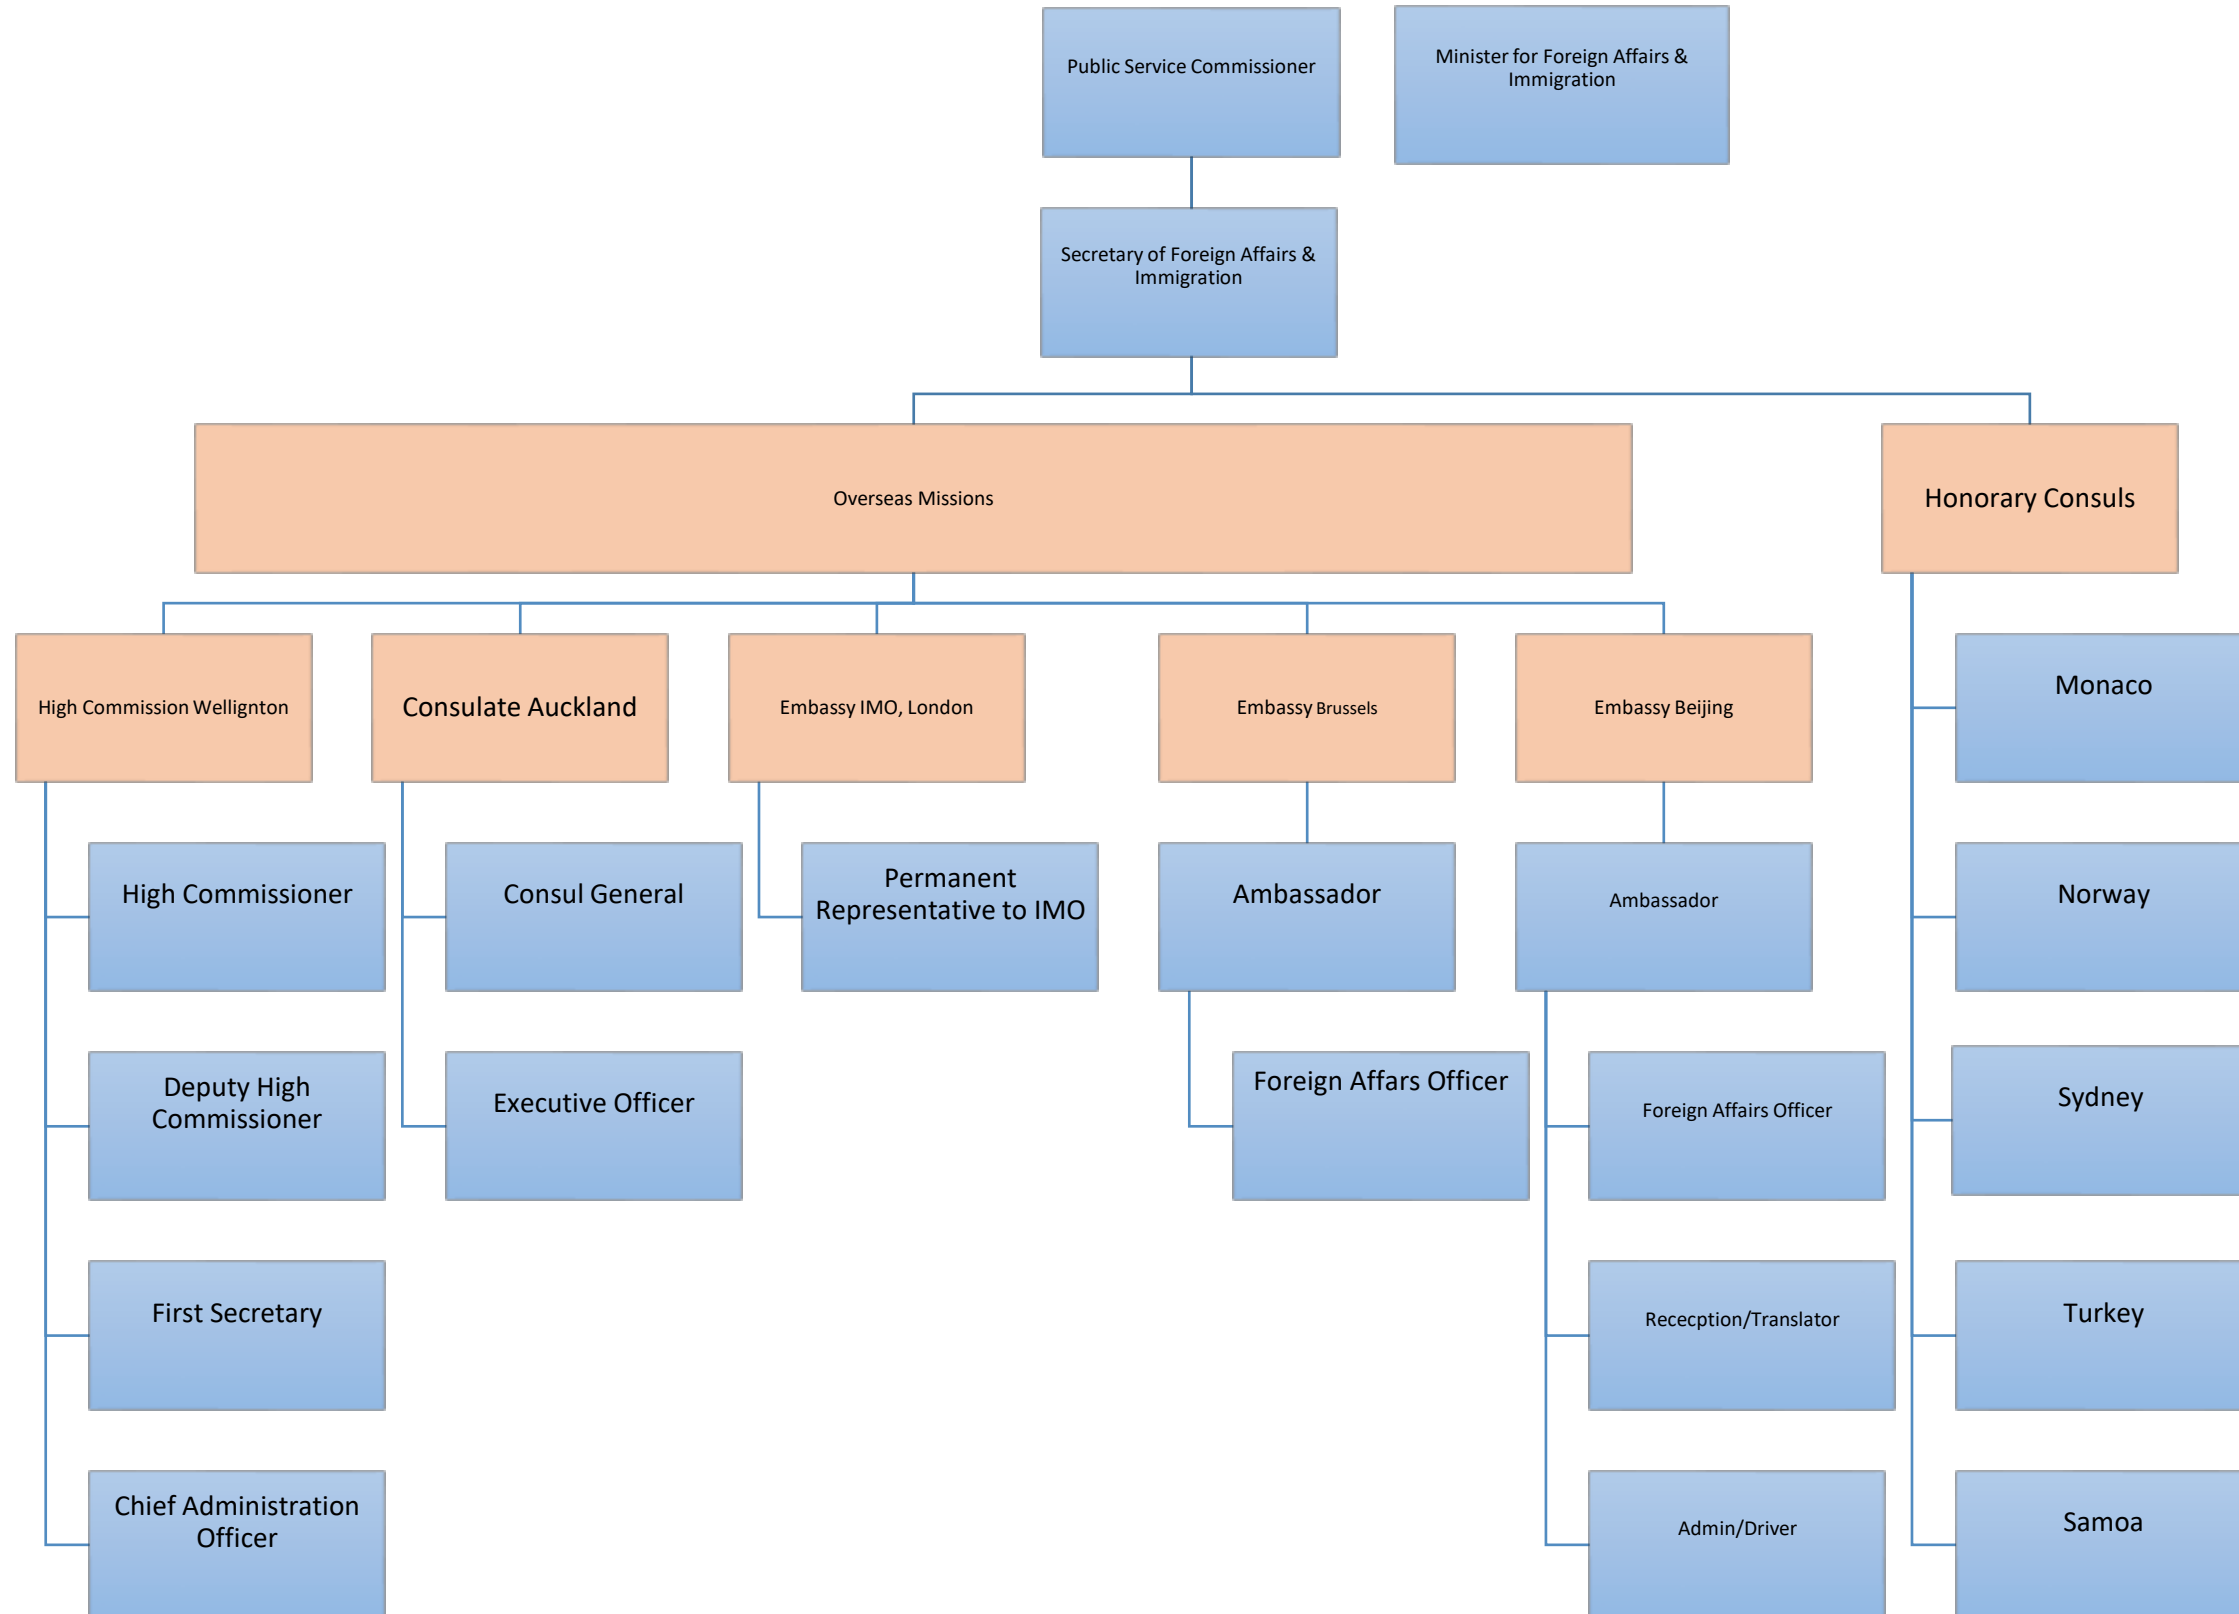 Public Service Commissioner
Minister for Foreign Affairs &
Immigration
Secretary of Foreign Affairs &
Immigration
Overseas Missions
Honorary Consuls
High Commission Wellignton
Consulate Auckland
Embassy IMO, London
Embassy Brussels
Embassy Beijing
Monaco
High Commissioner
Consul General
Permanent
Representative to IMO
Ambassador
Ambassador
Norway
Deputy High
Commissioner
Executive Officer
Foreign Affars Officer
Foreign Affairs Officer
Sydney
First Secretary
Rececption/Translator
Turkey
Chief Administration
Officer
Admin/Driver
Samoa